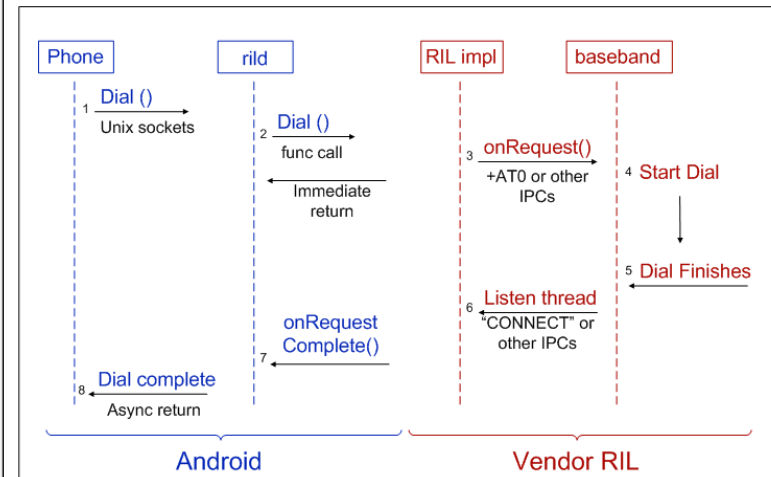 Phone
rild
RIL impl
baseband
1
Dial ()
Unix sockets
2
Dial ()
func call
Immediate
return
3
onRequest()
+AT0 or other
IPCs
4
Start Dial
5
Dial Finishes
6
Listen thread
“CONNECT” or
other IPCs
7
onRequest
Complete()
8
Dial complete
Async return
Android
Vendor RIL